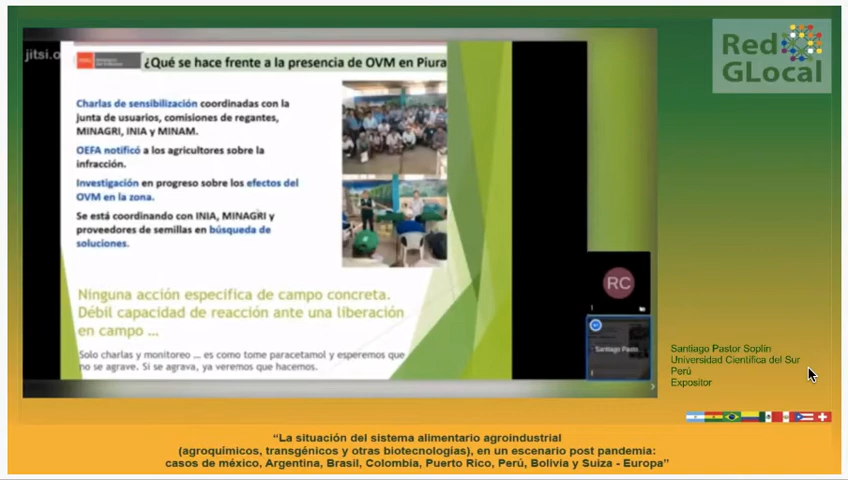 Red
GLocal
jitsi.o
¿Qué se hace frente a la presencia de OVM en Piura
Charlas de sensibilización coordinadas con la
junta de usuarios, comisiones de regantes,
MINAGRI, INIA y MINAM.
OEFA notificó a los agricultores sobre la
infracción.
Investigación en progreso sobre los efectos del
OVM en la zona.
Se está coordinando con INIA, MINAGRI y
proveedores de semillas en búsqueda de
soluciones.
Ninguna acción especifica de campo concreta.
Débil capacidad de reacción ante una liberación
en campo ...
Solo charlas y monitoreo ... es como tome paracetamol y esperemos que
no se agrave. Si se agrava, ya veremos que hacemos.
RC
Santiago Pasto
Santiago Pastor Soplin
Universidad Cientifica del Sur
Perú
Expositor
“La situación del sistema alimentario agroindustrial
(agroquímicos, transgénicos y otras biotecnologías), en un escenario post pandemia:
casos de méxico, Argentina, Brasil, Colombia, Puerto Rico, Perú, Bolivia y Suiza - Europa”